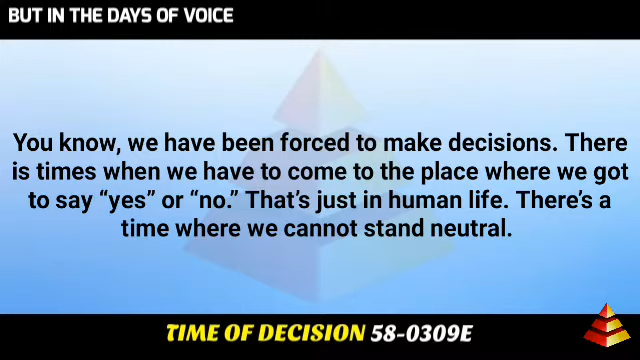 BUT IN THE DAYS OF VOICE
You know, we have been forced to make decisions. There
is times when we have to come to the place where we got
to say “yes” or “no.” That’s just in human life. There’s a
time where we cannot stand neutral.
TIME OF DECISION 58-0309E